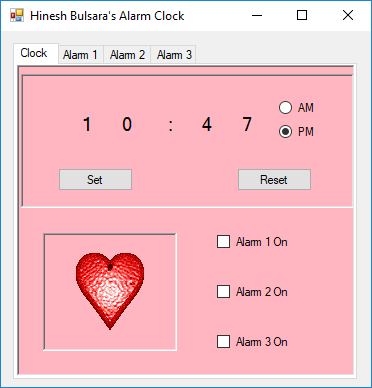 Hinesh Bulsara's Alarm Clock
Clock Alarm 1 Alarm 2 Alarm 3
1 0 : 4 7
AM
PM
Set Reset
Alarm 1 On
Alarm 2 On
Alarm 3 On